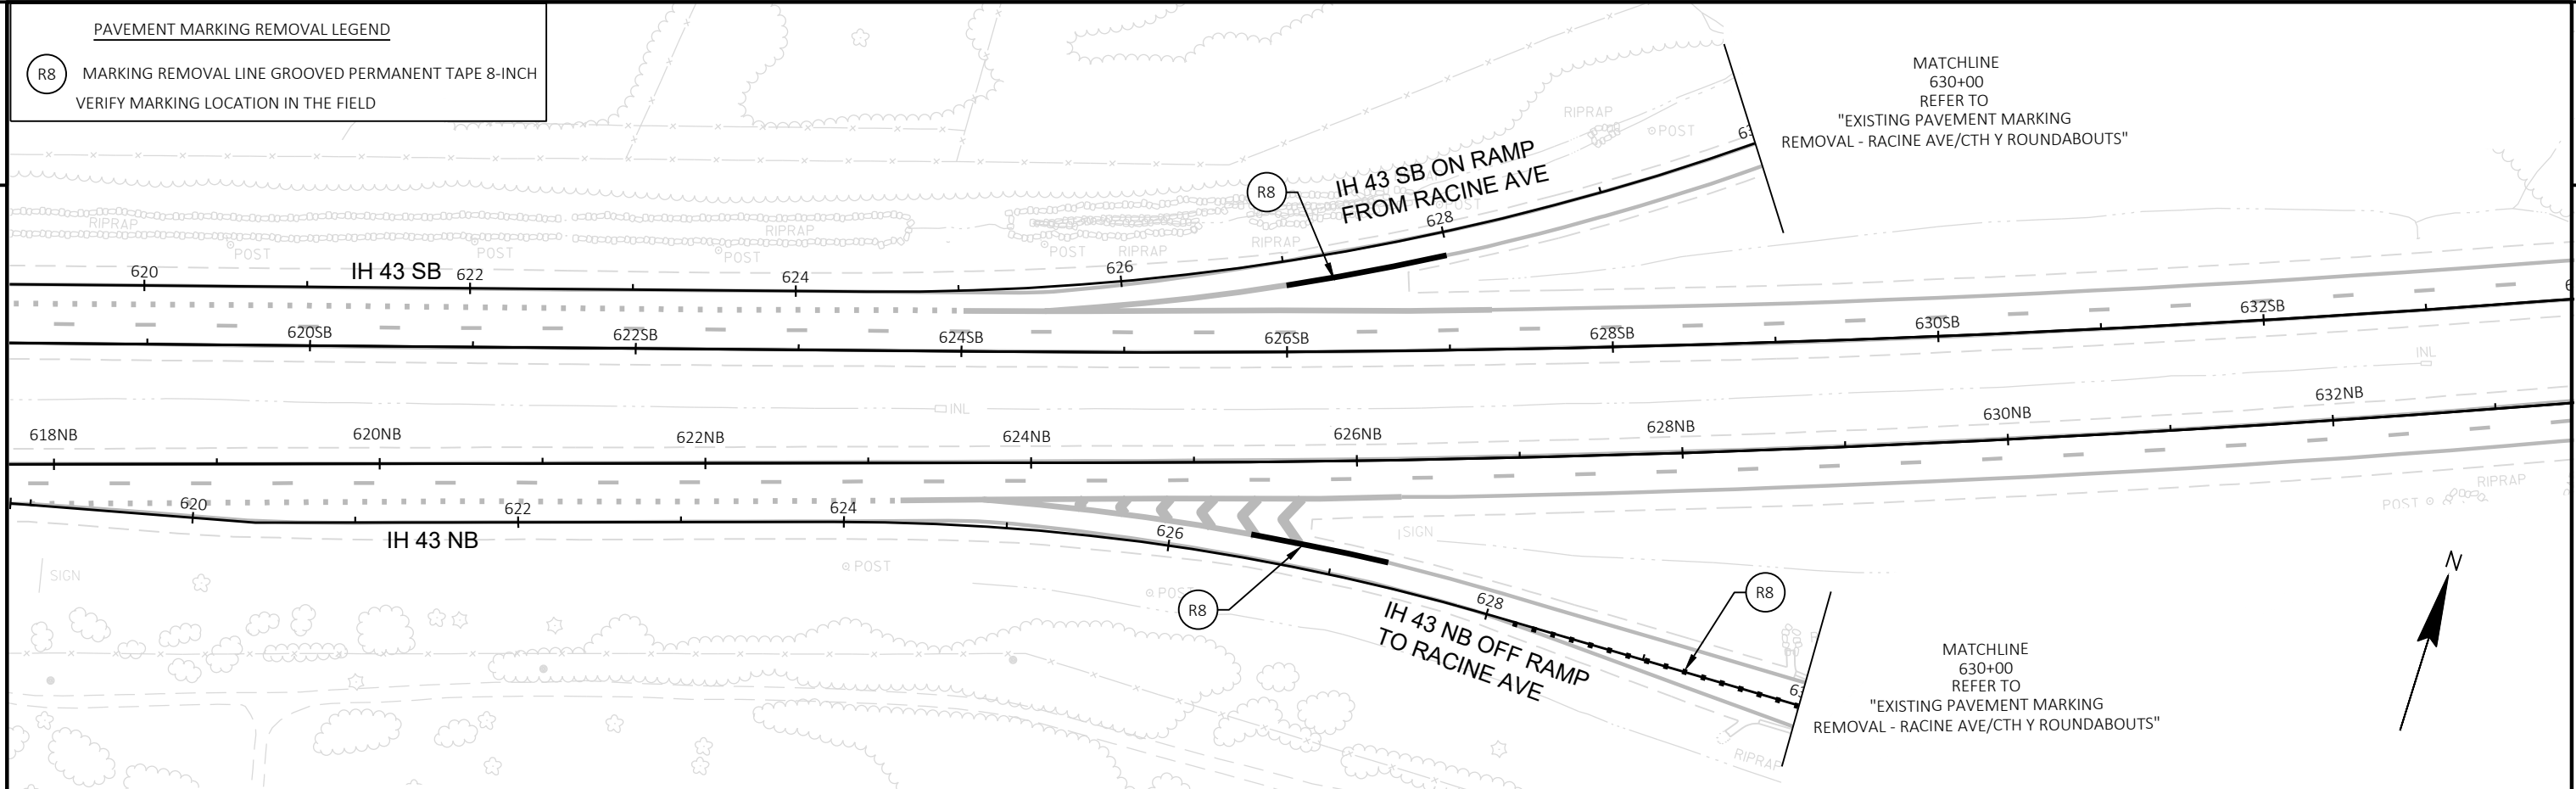 PAVEMENT MARKING REMOVAL LEGEND
R8 MARKING REMOVAL LINE GROOVED PERMANENT TAPE 8-INCH
VERIFY MARKING LOCATION IN THE FIELD
MATCHLINE
630+00
REFER TO
"EXISTING PAVEMENT MARKING
REMOVAL - RACINE AVE/CTH Y ROUNDABOUTS"
RIPRAP
POST
R8
IH 43 SB ON RAMP
FROM RACINE AVE
POST
628
RIPRAP
POST
POST
RIPRAP
POST
POST
RIPRAP
RIPRAP
620
IH 43 SB
622
624
626
620SB
622SB
624SB
626SB
628SB
630SB
632SB
INL
INL
618NB
620NB
622NB
624NB
626NB
628NB
630NB
632NB
620
622
624
626
628
IH 43 NB
SIGN
SIGN
POST
RIPRAP
POST
R8
R8
IH 43 NB OFF RAMP
TO RACINE AVE
RIPRAP
MATCHLINE
630+00
REFER TO
"EXISTING PAVEMENT MARKING
REMOVAL - RACINE AVE/CTH Y ROUNDABOUTS"
N